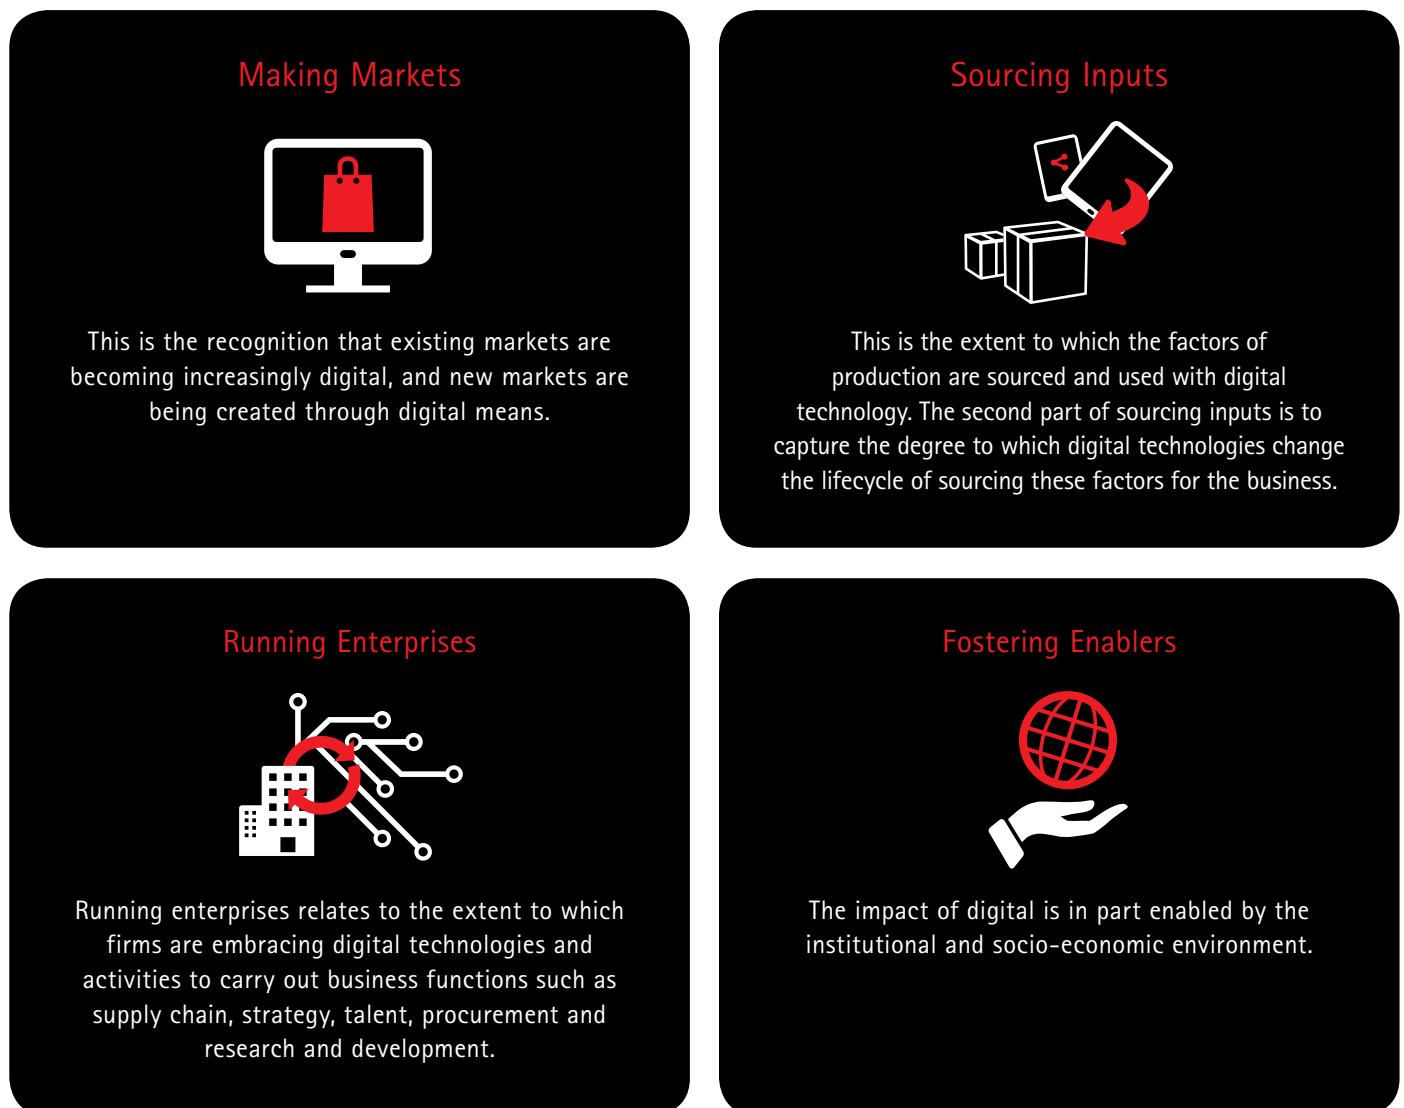 Making Markets
This is the recognition that existing markets are
becoming increasingly digital, and new markets are
being created through digital means.
Sourcing Inputs
This is the extent to which the factors of
production are sourced and used with digital
technology. The second part of sourcing inputs is to
capture the degree to which digital technologies change
the lifecycle of sourcing these factors for the business.
Running Enterprises
Running enterprises relates to the extent to which
firms are embracing digital technologies and
activities to carry out business functions such as
supply chain, strategy, talent, procurement and
research and development.
Fostering Enablers
The impact of digital is in part enabled by the
institutional and socio-economic environment.